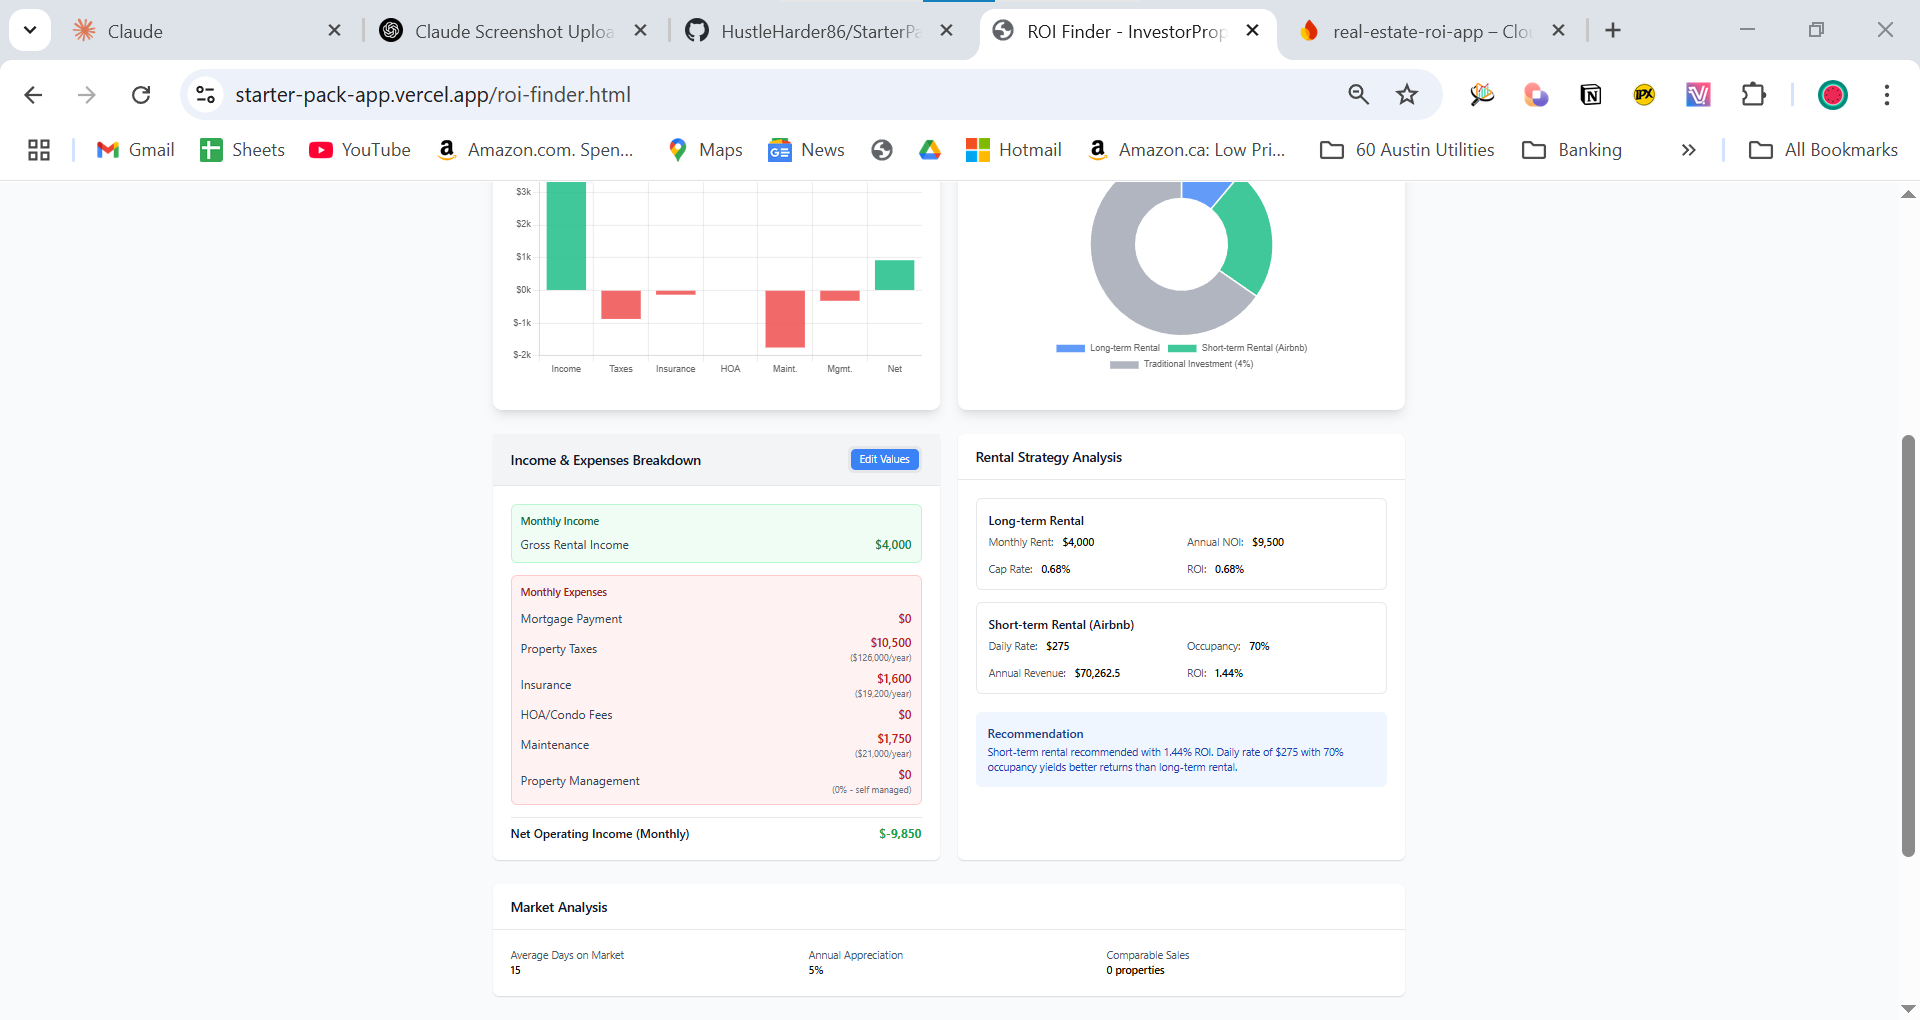 Claude
Claude Screenshot Uploa
HustleHarder86/StarterPa
ROI Finder - InvestorProp
real-estate-roi-app – Clou
starter-pack-app.vercel.app/roi-finder.html
Gmail
Sheets
YouTube
Amazon.com. Spen...
Maps
News
Hotmail
Amazon.ca: Low Pri...
60 Austin Utilities
Banking
All Bookmarks
$3k
$2k
$1k
$0k
$-1k
$-2k
Income Taxes Insurance HOA Maint. Mgmt. Net
Long-term Rental Short-term Rental (Airbnb)
Traditional Investment (4%)
Income & Expenses Breakdown
Edit Values
Monthly Income
Gross Rental Income $4,000
Monthly Expenses
Mortgage Payment $0
Property Taxes $10,500
($126,000/year)
Insurance $1,600
($19,200/year)
HOA/Condo Fees $0
Maintenance $1,750
($21,000/year)
Property Management $0
(0% - self managed)
Net Operating Income (Monthly) $-9,850
Rental Strategy Analysis
Long-term Rental
Monthly Rent: $4,000 Annual NOI: $9,500
Cap Rate: 0.68% ROI: 0.68%
Short-term Rental (Airbnb)
Daily Rate: $275 Occupancy: 70%
Annual Revenue: $70,262.5 ROI: 1.44%
Recommendation
Short-term rental recommended with 1.44% ROI. Daily rate of $275 with 70%
occupancy yields better returns than long-term rental.
Market Analysis
Average Days on Market Annual Appreciation Comparable Sales
15 5% 0 properties